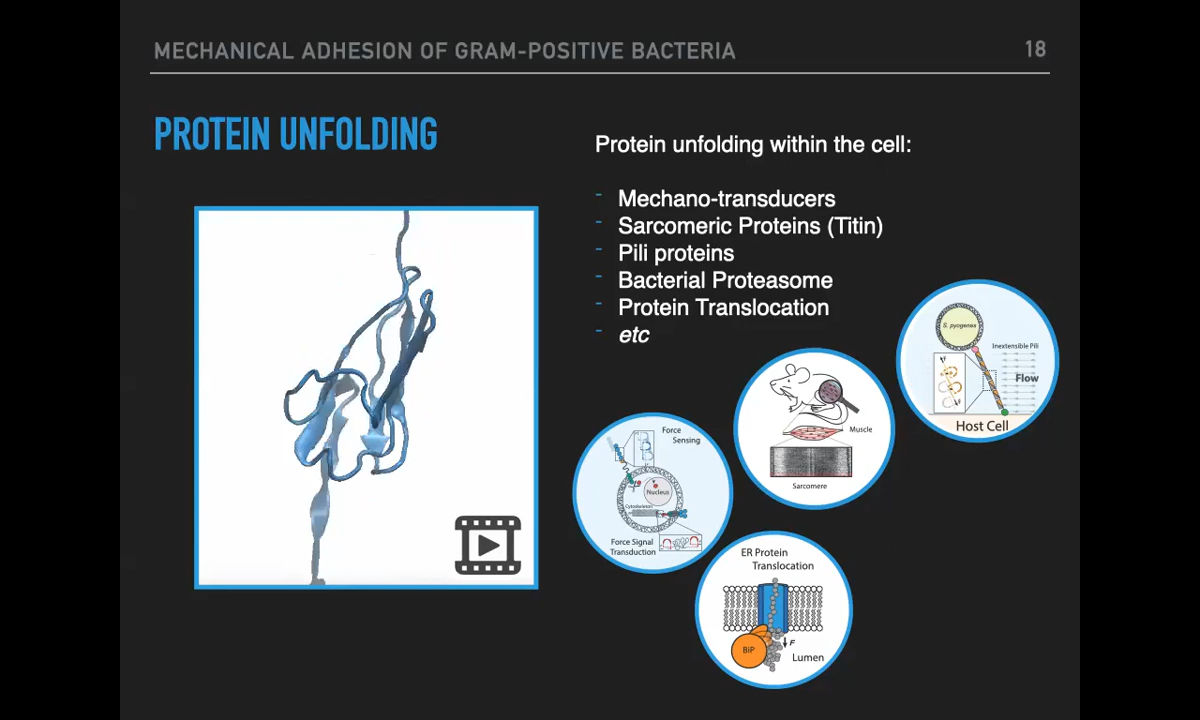 MECHANICAL ADHESION OF GRAM-POSITIVE BACTERIA
18
PROTEIN UNFOLDING
Protein unfolding within the cell:
- Mechano-transducers
- Sarcomeric Proteins (Titin)
- Pili proteins
- Bacterial Proteasome
- Protein Translocation
- etc
S. pyogenes
Inextensible Pili
Flow
Host Cell
Muscle
Sarcomere
Force
Sensing
Nucleus
Cytoskeleton
Force Signal
Transduction
ER Protein
Translocation
BiP
F
Lumen